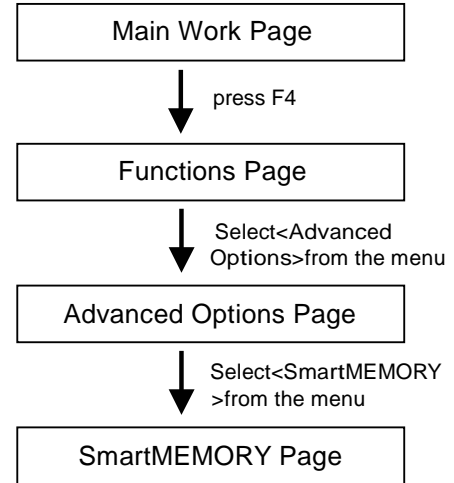 Main Work Page
press F4
Functions Page
Select<Advanced
Options>from the menu
Advanced Options Page
Select<SmartMEMORY
>from the menu
SmartMEMORY Page